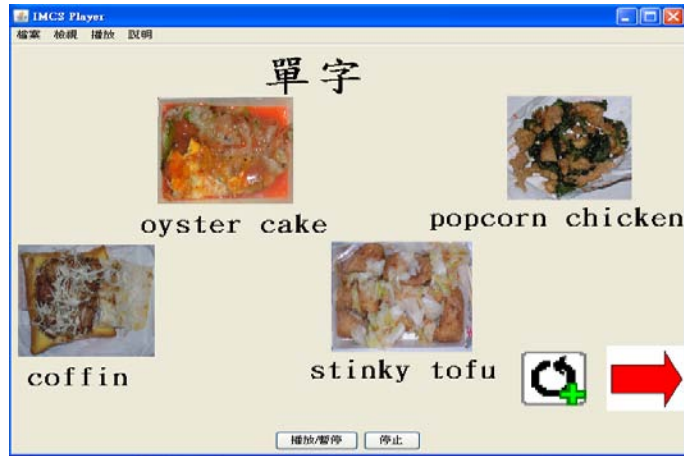 IMCS Player
檔案 檢視 播放 說明
單字
oyster cake
popcorn chicken
coffin
stinky tofu
播放/暫停 停止